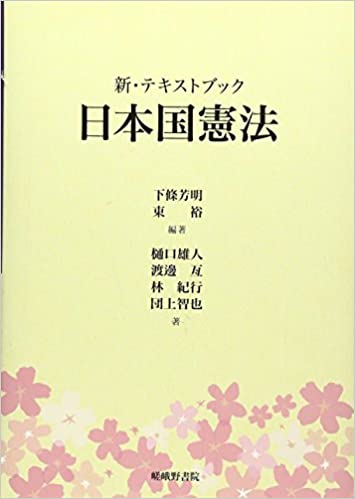 新・テキストブック
日本国憲法
下條芳明
東 裕
編著
樋口雄人
渡邊 亙
林 紀行
団上智也
著
嵯峨野書院